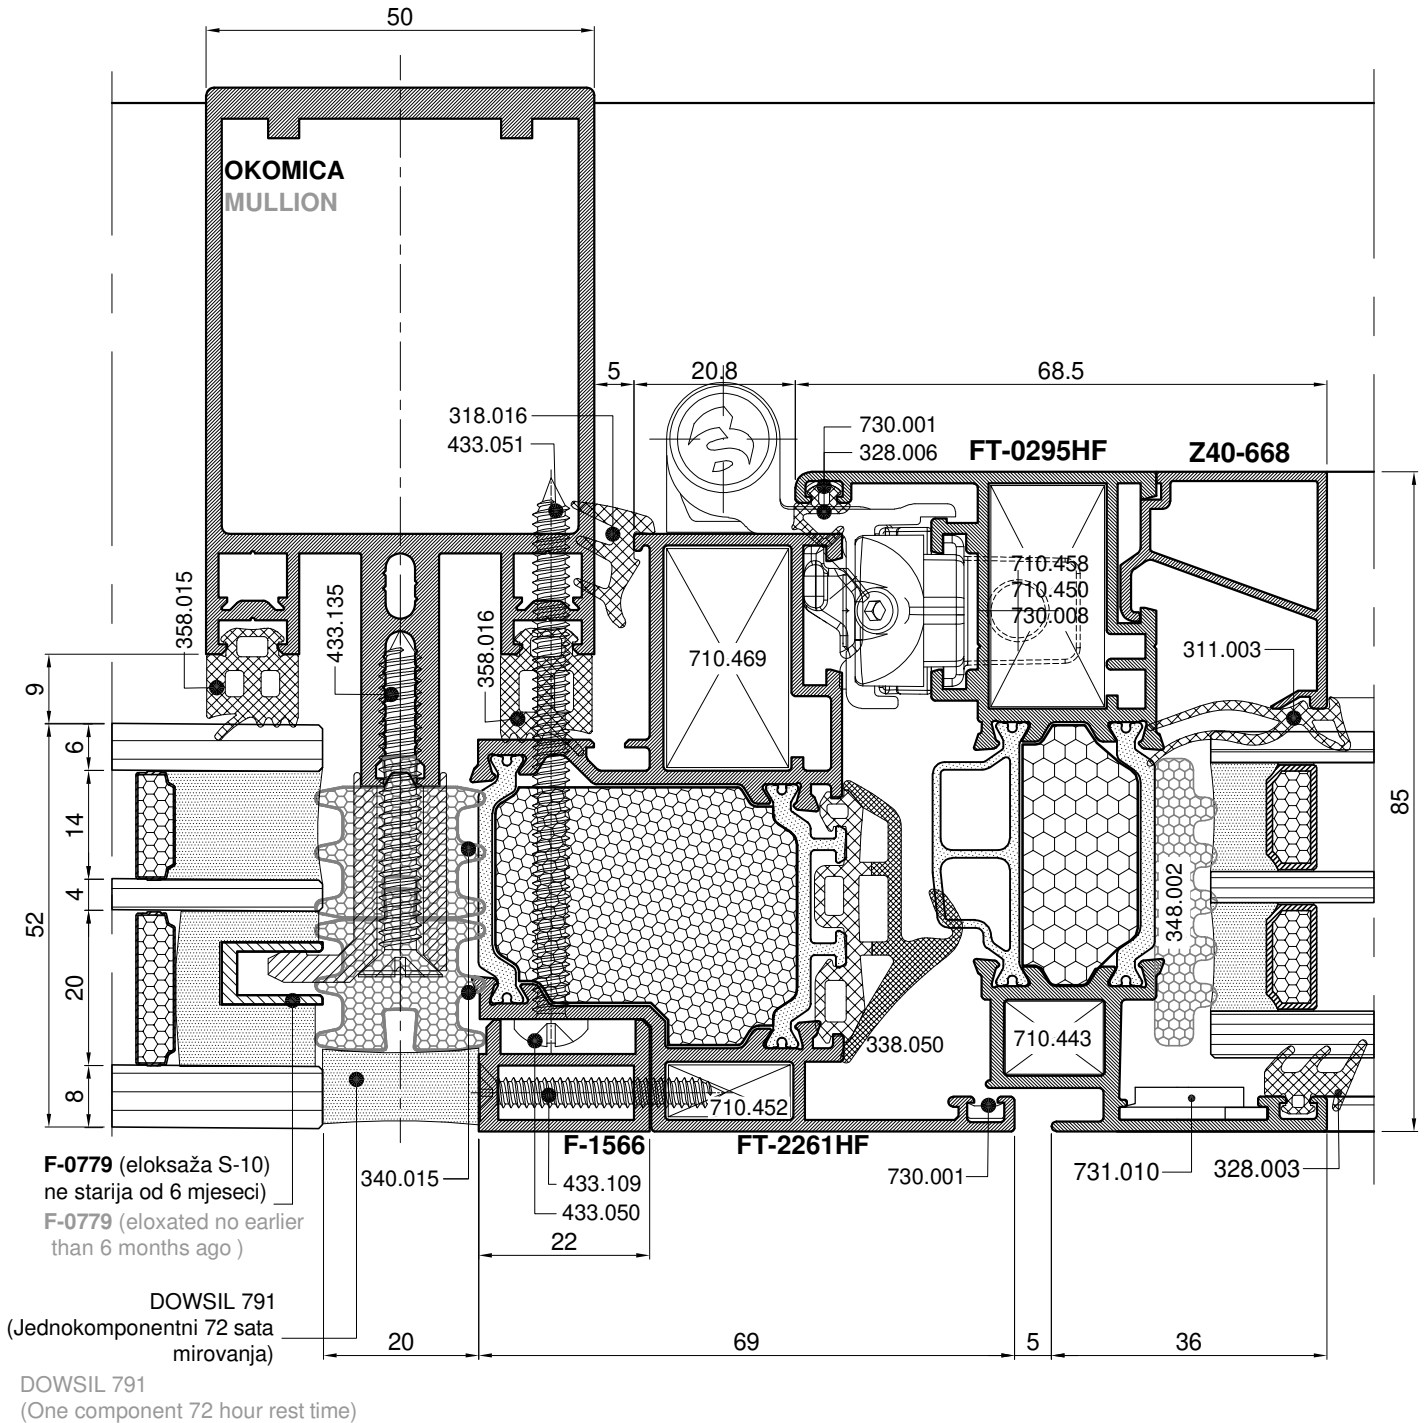 50
OKOMICA
MULLION
5
20.8
68.5
318.016
433.051
730.001
328.006
FT-0295HF
Z40-668
358.015
433.135
358.016
710.469
710.458
710.450
730.008
311.003
9
6
14
4
52
20
8
85
348.002
338.050
710.443
710.452
F-1566
FT-2261HF
F-0779 (eloksaža S-10)
ne starija od 6 mjeseci)
F-0779 (eloxated no earlier
than 6 months ago )
340.015
433.109
433.050
730.001
731.010
328.003
22
DOWSIL 791
(Jednokomponentni 72 sata
mirovanja)
20
69
5
36
DOWSIL 791
(One component 72 hour rest time)